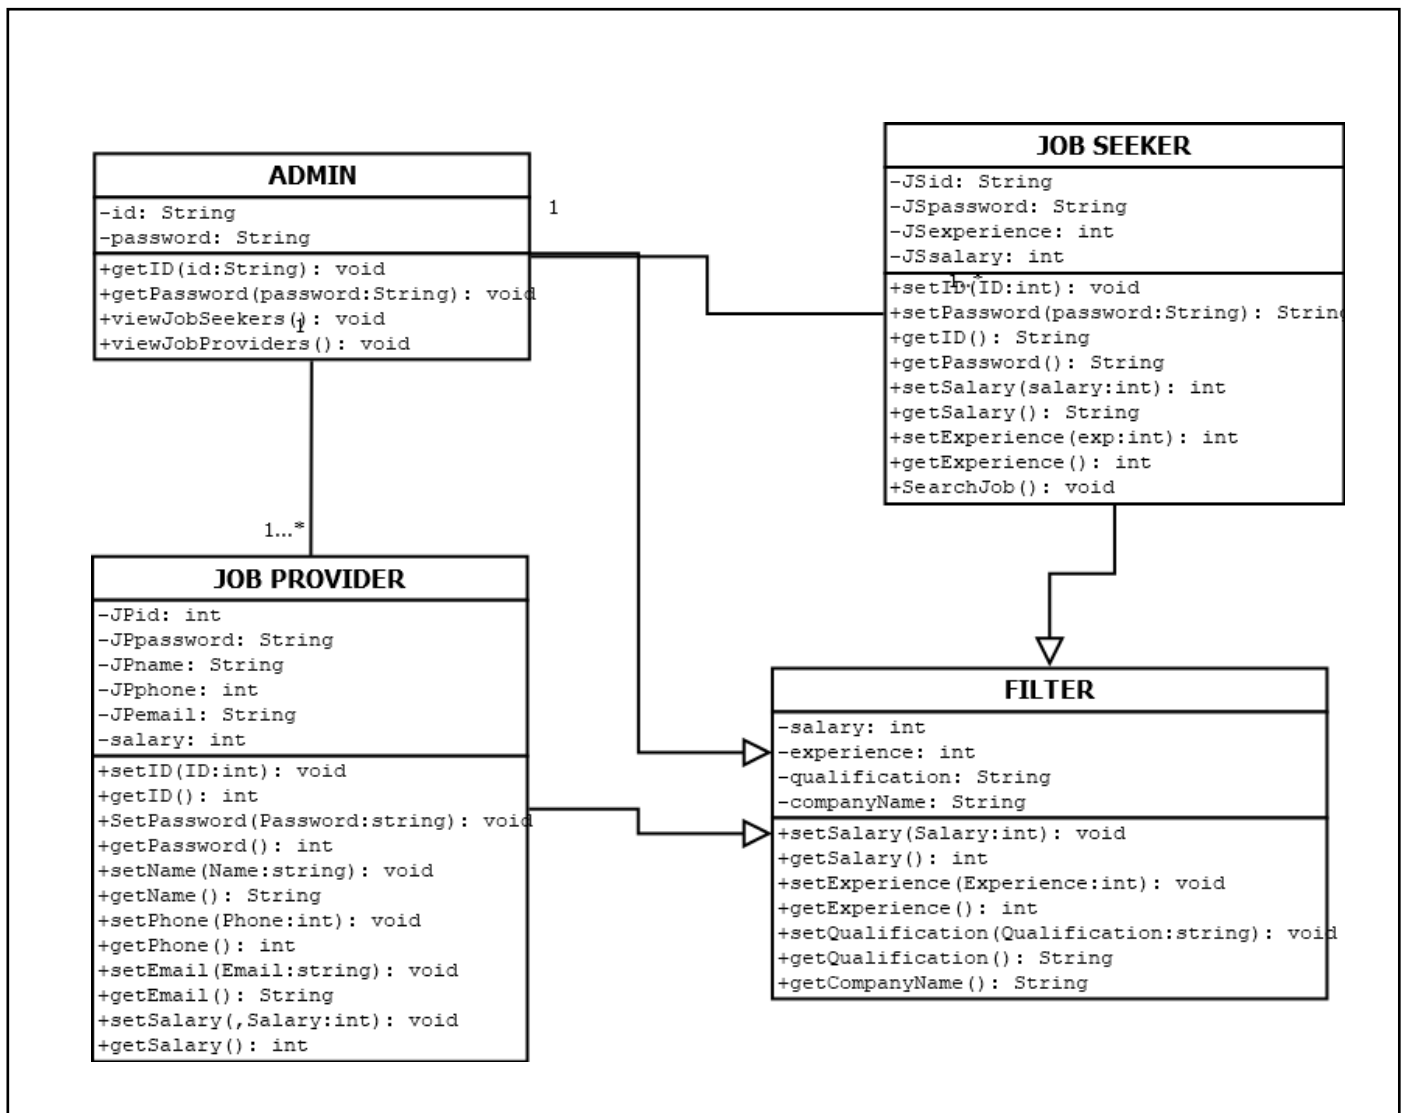 ADMIN
-id: String
-password: String
+getID(id:String): void
+getPassword(password:String): void
+viewJobSeekers(): void
1
+viewJobProviders(): void
1
JOB SEEKER
-JSid: String
-JSpassword: String
-JSexperience: int
-JSsalary: int
1..*
+setID(ID:int): void
+setPassword(password:String): String
+getID(): String
+getPassword(): String
+setSalary(salary:int): int
+getSalary(): String
+setExperience(exp:int): int
+getExperience(): int
+SearchJob(): void
1...*
JOB PROVIDER
-JPid: int
-JPpassword: String
-JPname: String
-JPphone: int
-JPemail: String
-salary: int
+setID(ID:int): void
+getID(): int
+SetPassword(Password:string): void
+getPassword(): int
+setName(Name:string): void
+getName(): String
+setPhone(Phone:int): void
+getPhone(): int
+setEmail(Email:string): void
+getEmail(): String
+setSalary(,Salary:int): void
+getSalary(): int
FILTER
-salary: int
-experience: int
-qualification: String
-companyName: String
+setSalary(Salary:int): void
+getSalary(): int
+setExperience(Experience:int): void
+getExperience(): int
+setQualification(Qualification:string): void
+getQualification(): String
+getCompanyName(): String